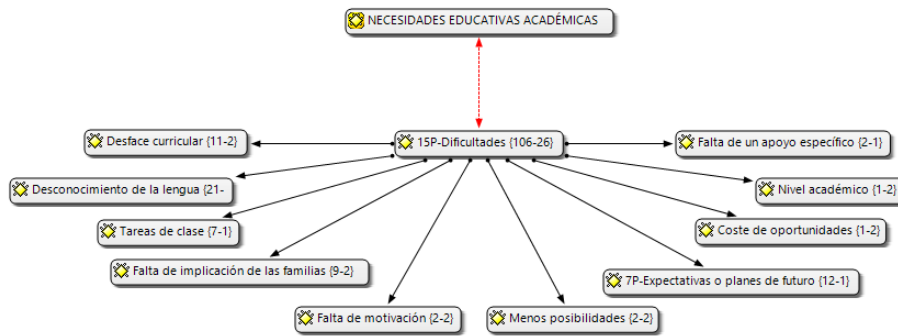 NECESIDADES EDUCATIVAS ACADÉMICAS
15P-Dificultades {106-26}
Desface curricular {11-2}
Falta de un apoyo específico {2-1}
Desconocimiento de la lengua {21-
Nivel académico {1-2}
Tareas de clase {7-1}
Coste de oportunidades {1-2}
Falta de implicación de las familias {9-2}
7P-Expectativas o planes de futuro {12-1}
Falta de motivación {2-2}
Menos posibilidades {2-2}